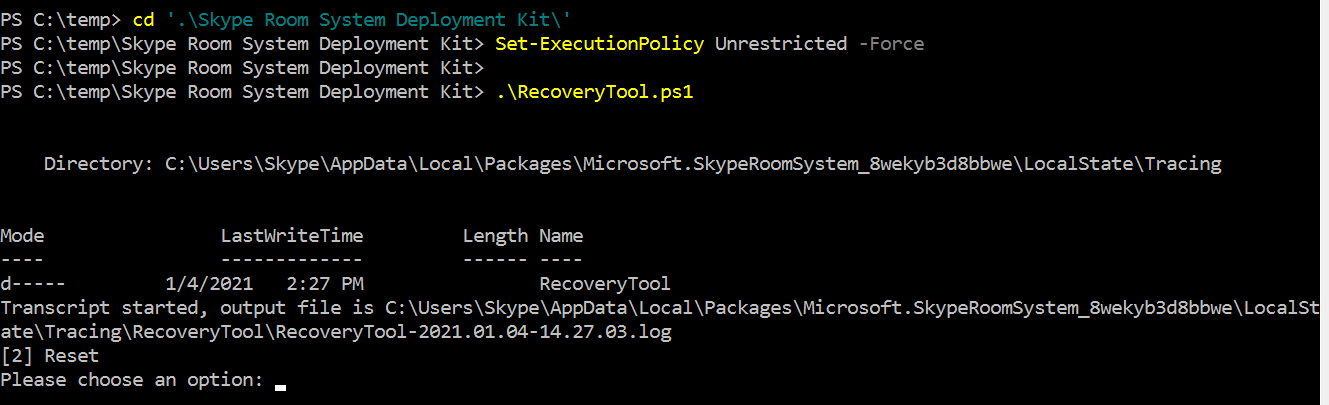 PS C:\temp> cd '.\Skype Room System Deployment Kit\'
PS C:\temp\Skype Room System Deployment Kit> Set-ExecutionPolicy Unrestricted -Force
PS C:\temp\Skype Room System Deployment Kit>
PS C:\temp\Skype Room System Deployment Kit> .\RecoveryTool.ps1
Directory: C:\Users\Skype\AppData\Local\Packages\Microsoft.SkypeRoomSystem_8wekyb3d8bbwe\LocalState\Tracing
Mode                LastWriteTime         Length Name
----                -------------         ------ ----
d-----         1/4/2021   2:27 PM                RecoveryTool
Transcript started, output file is C:\Users\Skype\AppData\Local\Packages\Microsoft.SkypeRoomSystem_8wekyb3d8bbwe\LocalSt
ate\Tracing\RecoveryTool\RecoveryTool-2021.01.04-14.27.03.log
[2] Reset
Please choose an option: